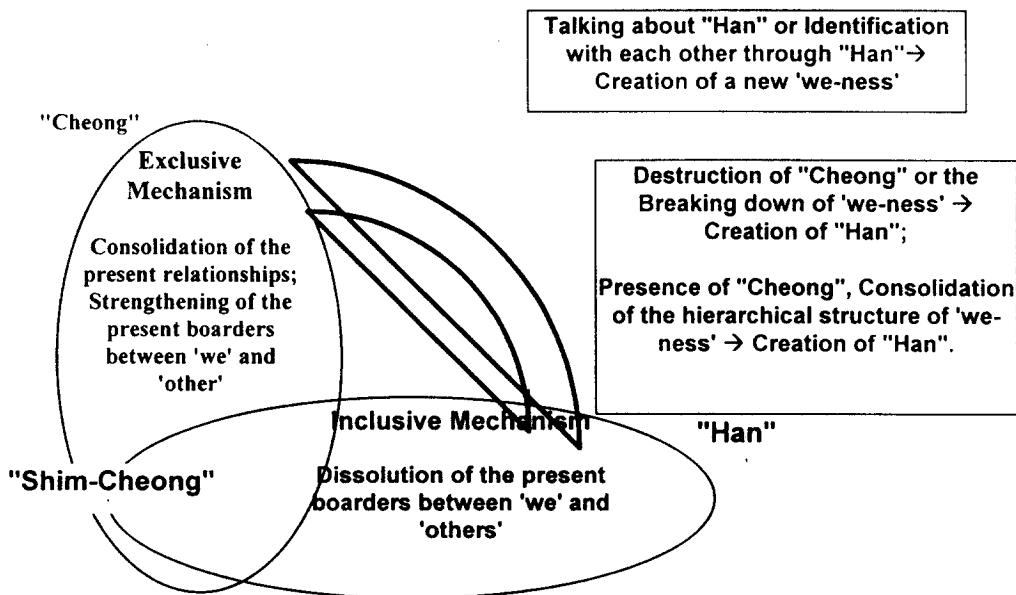 Talking about "Han" or Identification
with each other through "Han"→
Creation of a new 'we-ness'
"Cheong"
Exclusive
Mechanism
Consolidation of the
present relationships;
Strengthening of the
present boarders
between 'we' and
'other'
Destruction of "Cheong" or the
Breaking down of 'we-ness' →
Creation of "Han";
Presence of "Cheong", Consolidation
of the hierarchical structure of 'we-
ness' → Creation of "Han".
Inclusive Mechanism
"Han"
"Shim-Cheong"
Dissolution of the present
boarders between 'we' and
'others'